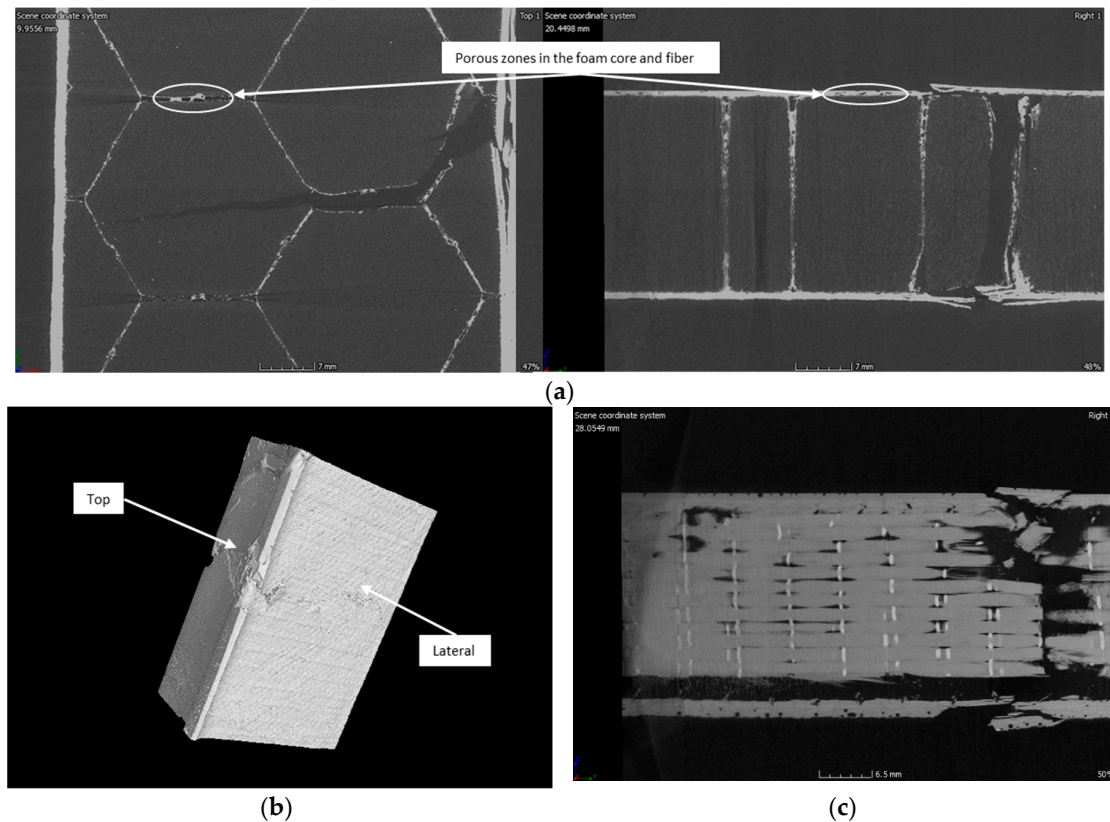 Scene coordinate system
9.9556 mm
Top 1
Scene coordinate system
20.4498 mm
Right 1
Porous zones in the foam core and fiber
7 mm
47%
7 mm
48%
(a)
Scene coordinate system
28.0549 mm
Right
Top
Lateral
6.5 mm
50%
(b)
(c)